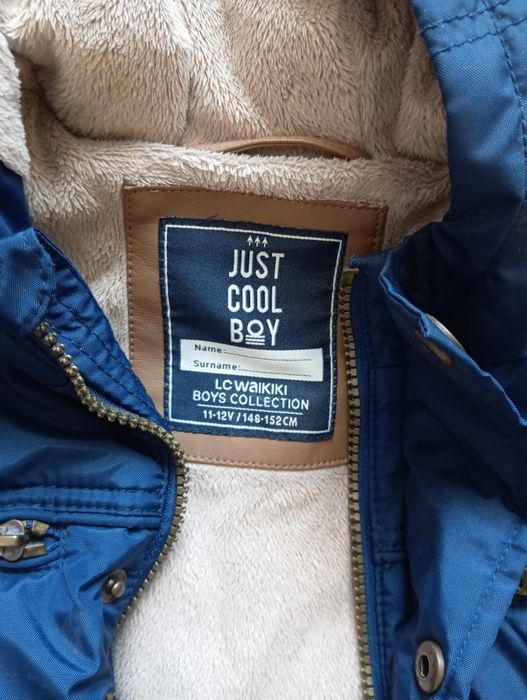 JUST
COOL
BOY
Name:
Surname:
LC WAIKIKI
BOYS COLLECTION
11-12Y / 146-152CM